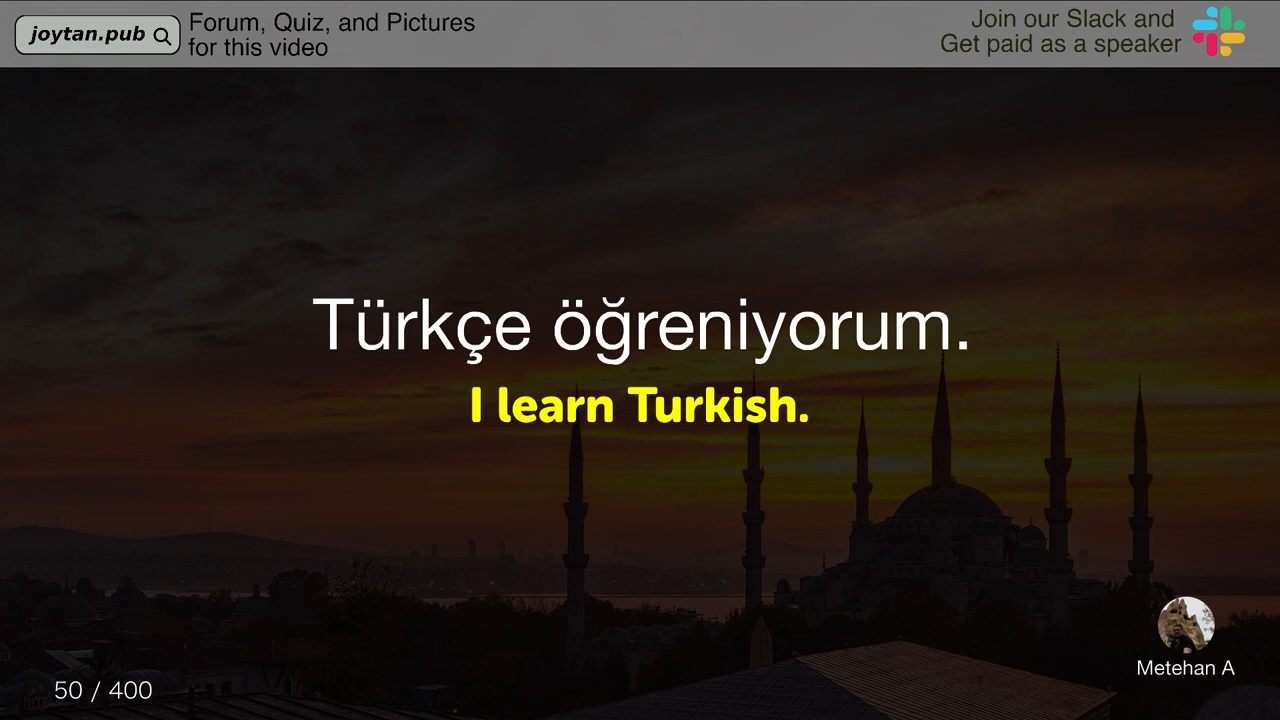 joytan.pub
Forum, Quiz, and Pictures
for this video
Join our Slack and
Get paid as a speaker
Türkçe öğreniyorum.
I learn Turkish.
Metehan A
50 / 400